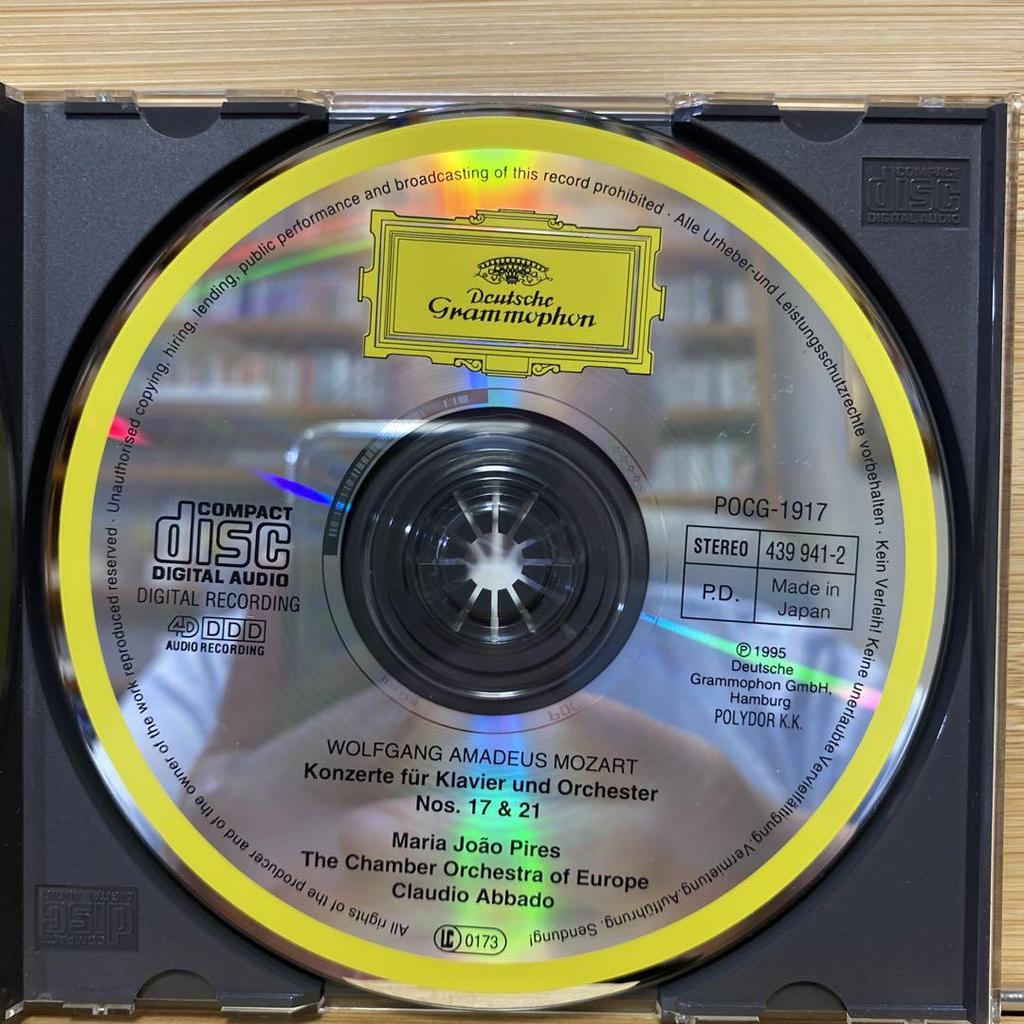 All rights of the producer and of the owner of the work reproduced reserved · Unauthorised copying, hiring, lending, public performance and broadcasting of this record prohibited · Alle Urheber-und Leistungsschutzrechte vorbehalten · Kein Verleih! Keine unerlaubte Vervielfältigung, Vermietung, Aufführung, Sendung!
Deutsche
Grammophon
COMPACT
disc
DIGITAL AUDIO
COMPACT
disc
DIGITAL AUDIO
DIGITAL RECORDING
4D DDD
AUDIO RECORDING
POCG-1917
STEREO 439 941-2
P.D. Made in
Japan
℗ 1995
Deutsche
Grammophon GmbH,
Hamburg
POLYDOR K.K.
WOLFGANG AMADEUS MOZART
Konzerte für Klavier und Orchester
Nos. 17 & 21
Maria João Pires
The Chamber Orchestra of Europe
Claudio Abbado
LC 0173
COMPACT
disc
DIGITAL AUDIO